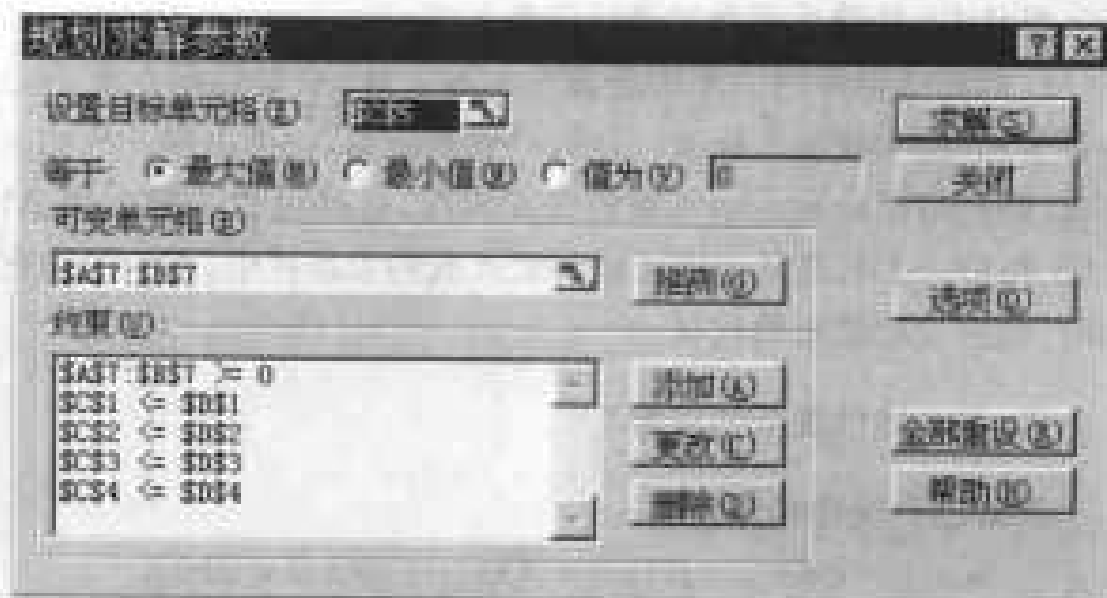 规划求解参数
设置目标单元格(E)
求解(S)
等于 最大值(M) 最小值(N) 值为(V) 0
关闭
可变单元格(B)
$A$7:$B$7
推测(G)
选项(O)
约束(U)
$A$7:$B$7 >= 0
$C$1 <= $D$1
$C$2 <= $D$2
$C$3 <= $D$3
$C$4 <= $D$4
添加(A)
更改(C)
全部重设(R)
删除(D)
帮助(H)